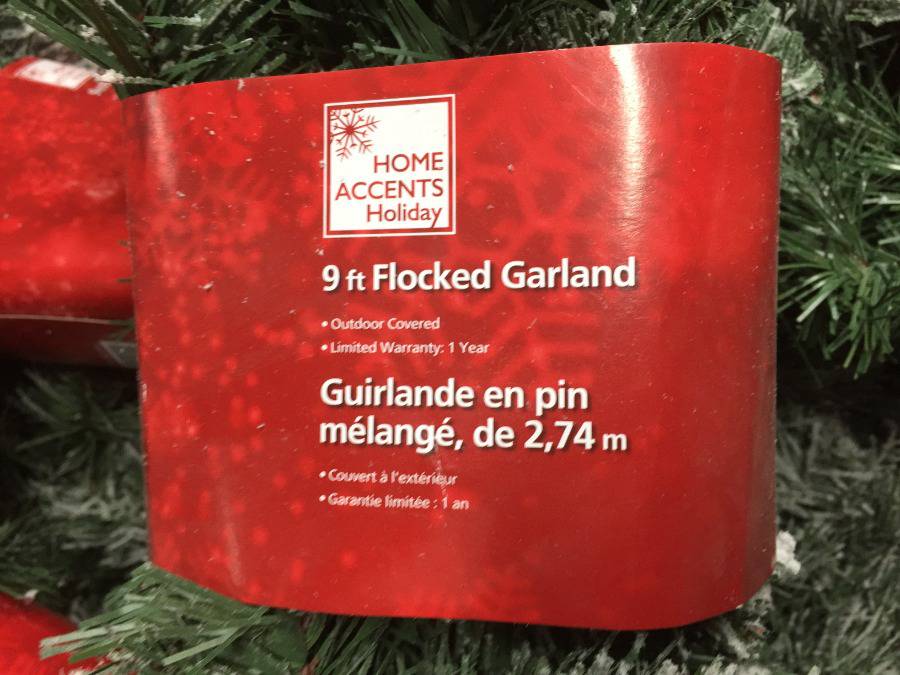 HOME
ACCENTS
Holiday
9 ft Flocked Garland
• Outdoor Covered
• Limited Warranty: 1 Year
Guirlande en pin
mélangé, de 2,74 m
• Couvert à l'extérieur
• Garantie limitée : 1 an